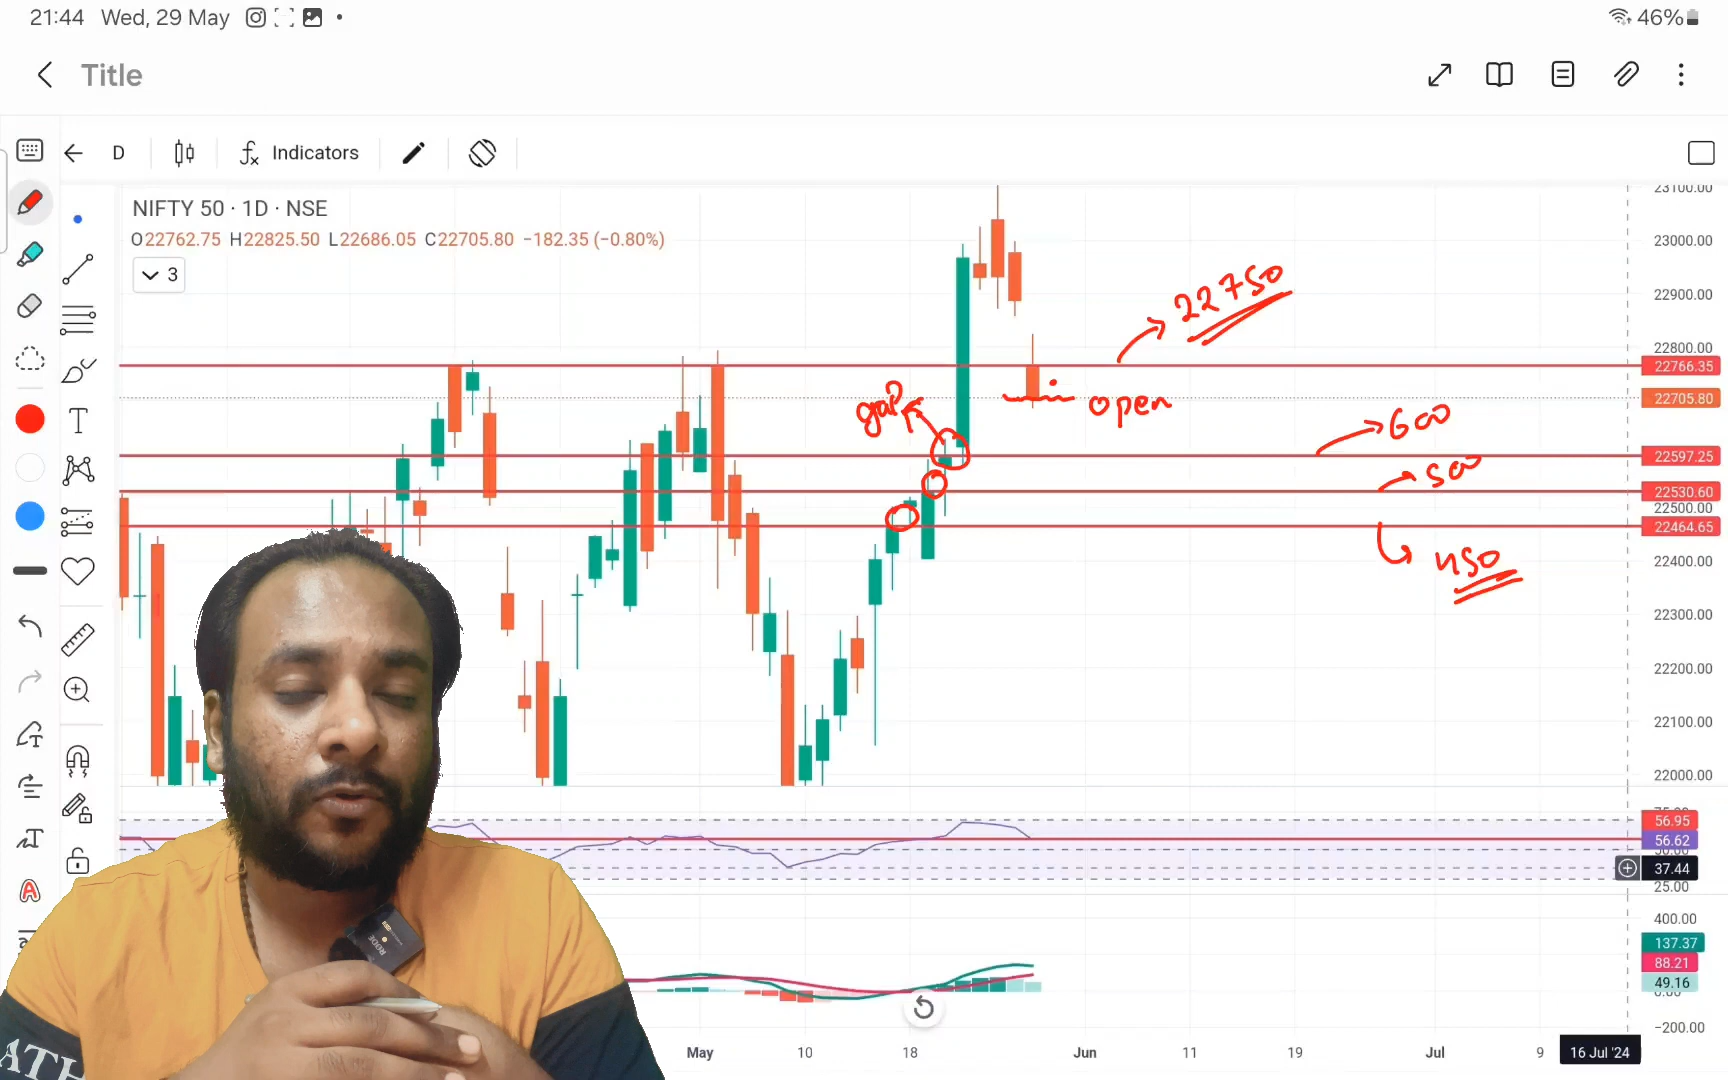 21:44 Wed, 29 May
46%
Title
D
Indicators
NIFTY 50 · 1D · NSE
O22762.75 H22825.50 L22686.05 C22705.80 −182.35 (−0.80%)
3
23100.00
23000.00
22900.00
22800.00
22766.35
22705.80
22597.25
22530.60
22500.00
22464.65
22400.00
22300.00
22200.00
22100.00
22000.00
22750
gap
open
600
500
450
56.95
56.62
37.44
25.00
400.00
137.37
88.21
49.16
−200.00
May 10 18 Jun 11 19 Jul 9 16 Jul '24
T
A
RODE
ATH